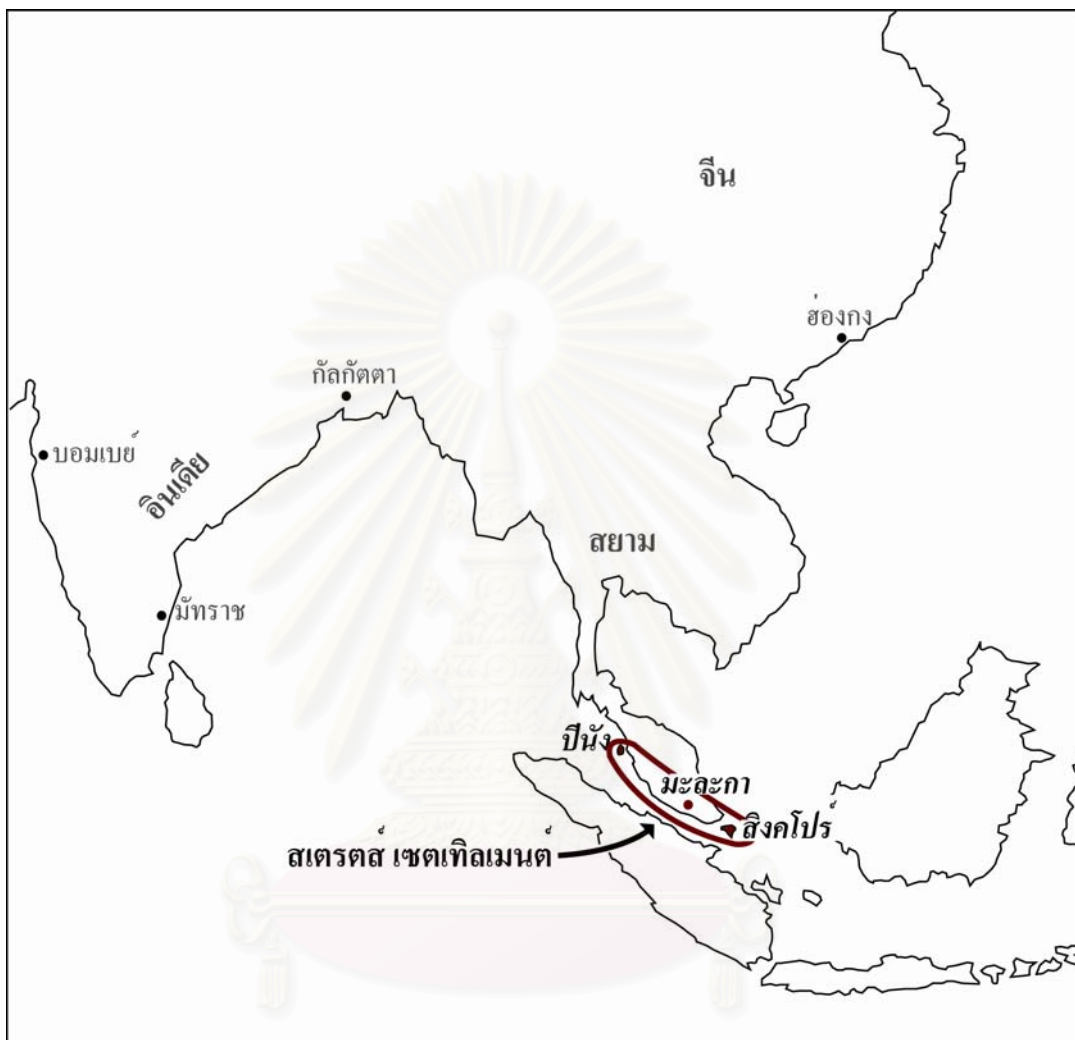 จีน
ฮ่องกง
กัลกัตตา
บอมเบย์
อินเดีย
สยาม
มัทราช
ปีนัง
มะละกา
สิงคโปร์
สเตรตส์ เซตเทิลเมนต์